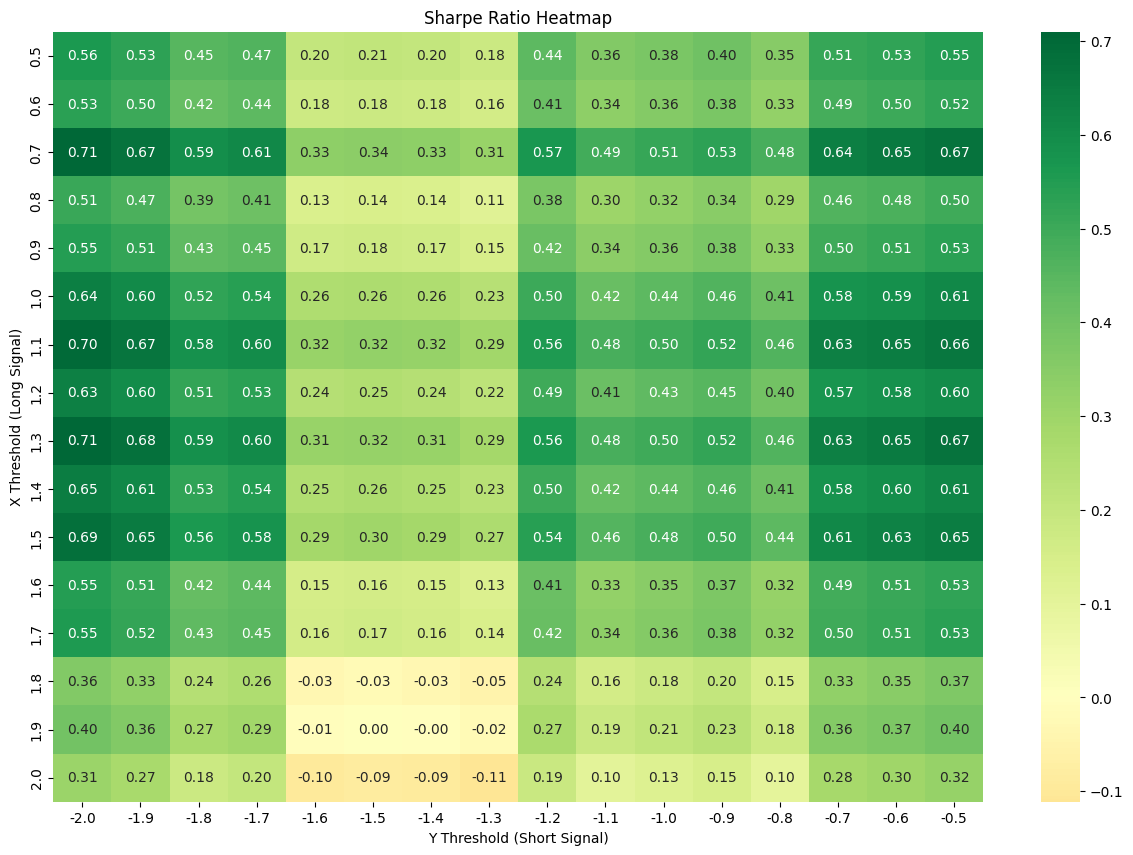 Sharpe Ratio Heatmap
X Threshold (Long Signal)
0.5 0.56 0.53 0.45 0.47 0.20 0.21 0.20 0.18 0.44 0.36 0.38 0.40 0.35 0.51 0.53 0.55
0.6 0.53 0.50 0.42 0.44 0.18 0.18 0.18 0.16 0.41 0.34 0.36 0.38 0.33 0.49 0.50 0.52
0.7 0.71 0.67 0.59 0.61 0.33 0.34 0.33 0.31 0.57 0.49 0.51 0.53 0.48 0.64 0.65 0.67
0.8 0.51 0.47 0.39 0.41 0.13 0.14 0.14 0.11 0.38 0.30 0.32 0.34 0.29 0.46 0.48 0.50
0.9 0.55 0.51 0.43 0.45 0.17 0.18 0.17 0.15 0.42 0.34 0.36 0.38 0.33 0.50 0.51 0.53
1.0 0.64 0.60 0.52 0.54 0.26 0.26 0.26 0.23 0.50 0.42 0.44 0.46 0.41 0.58 0.59 0.61
1.1 0.70 0.67 0.58 0.60 0.32 0.32 0.32 0.29 0.56 0.48 0.50 0.52 0.46 0.63 0.65 0.66
1.2 0.63 0.60 0.51 0.53 0.24 0.25 0.24 0.22 0.49 0.41 0.43 0.45 0.40 0.57 0.58 0.60
1.3 0.71 0.68 0.59 0.60 0.31 0.32 0.31 0.29 0.56 0.48 0.50 0.52 0.46 0.63 0.65 0.67
1.4 0.65 0.61 0.53 0.54 0.25 0.26 0.25 0.23 0.50 0.42 0.44 0.46 0.41 0.58 0.60 0.61
1.5 0.69 0.65 0.56 0.58 0.29 0.30 0.29 0.27 0.54 0.46 0.48 0.50 0.44 0.61 0.63 0.65
1.6 0.55 0.51 0.42 0.44 0.15 0.16 0.15 0.13 0.41 0.33 0.35 0.37 0.32 0.49 0.51 0.53
1.7 0.55 0.52 0.43 0.45 0.16 0.17 0.16 0.14 0.42 0.34 0.36 0.38 0.32 0.50 0.51 0.53
1.8 0.36 0.33 0.24 0.26 -0.03 -0.03 -0.03 -0.05 0.24 0.16 0.18 0.20 0.15 0.33 0.35 0.37
1.9 0.40 0.36 0.27 0.29 -0.01 0.00 -0.00 -0.02 0.27 0.19 0.21 0.23 0.18 0.36 0.37 0.40
2.0 0.31 0.27 0.18 0.20 -0.10 -0.09 -0.09 -0.11 0.19 0.10 0.13 0.15 0.10 0.28 0.30 0.32
-2.0 -1.9 -1.8 -1.7 -1.6 -1.5 -1.4 -1.3 -1.2 -1.1 -1.0 -0.9 -0.8 -0.7 -0.6 -0.5
Y Threshold (Short Signal)
0.7
0.6
0.5
0.4
0.3
0.2
0.1
0.0
−0.1